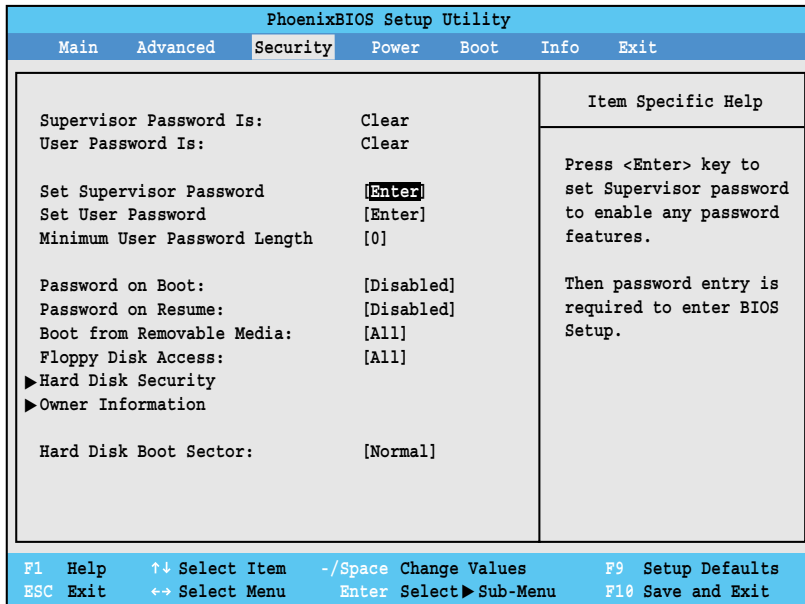 PhoenixBIOS Setup Utility
Main Advanced Security Power Boot Info Exit
Supervisor Password Is: Clear
User Password Is: Clear
Set Supervisor Password [Enter]
Set User Password [Enter]
Minimum User Password Length [0]
Password on Boot: [Disabled]
Password on Resume: [Disabled]
Boot from Removable Media: [All]
Floppy Disk Access: [All]
▶Hard Disk Security
▶Owner Information
Hard Disk Boot Sector: [Normal]
Item Specific Help
Press <Enter> key to
set Supervisor password
to enable any password
features.
Then password entry is
required to enter BIOS
Setup.
F1 Help ↑↓ Select Item -/Space Change Values F9 Setup Defaults
ESC Exit ←→ Select Menu Enter Select▶Sub-Menu F10 Save and Exit